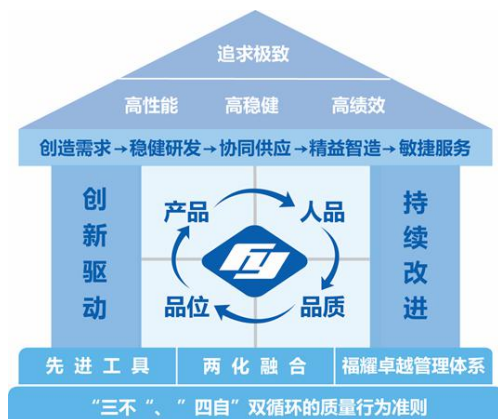 追求极致
高性能 高稳健 高绩效
创造需求→稳健研发→协同供应→精益智造→敏捷服务
创新驱动
产品 人品
品位 品质
持续改进
先进工具 两化融合 福耀卓越管理体系
“三不“、”四自”双循环的质量行为准则